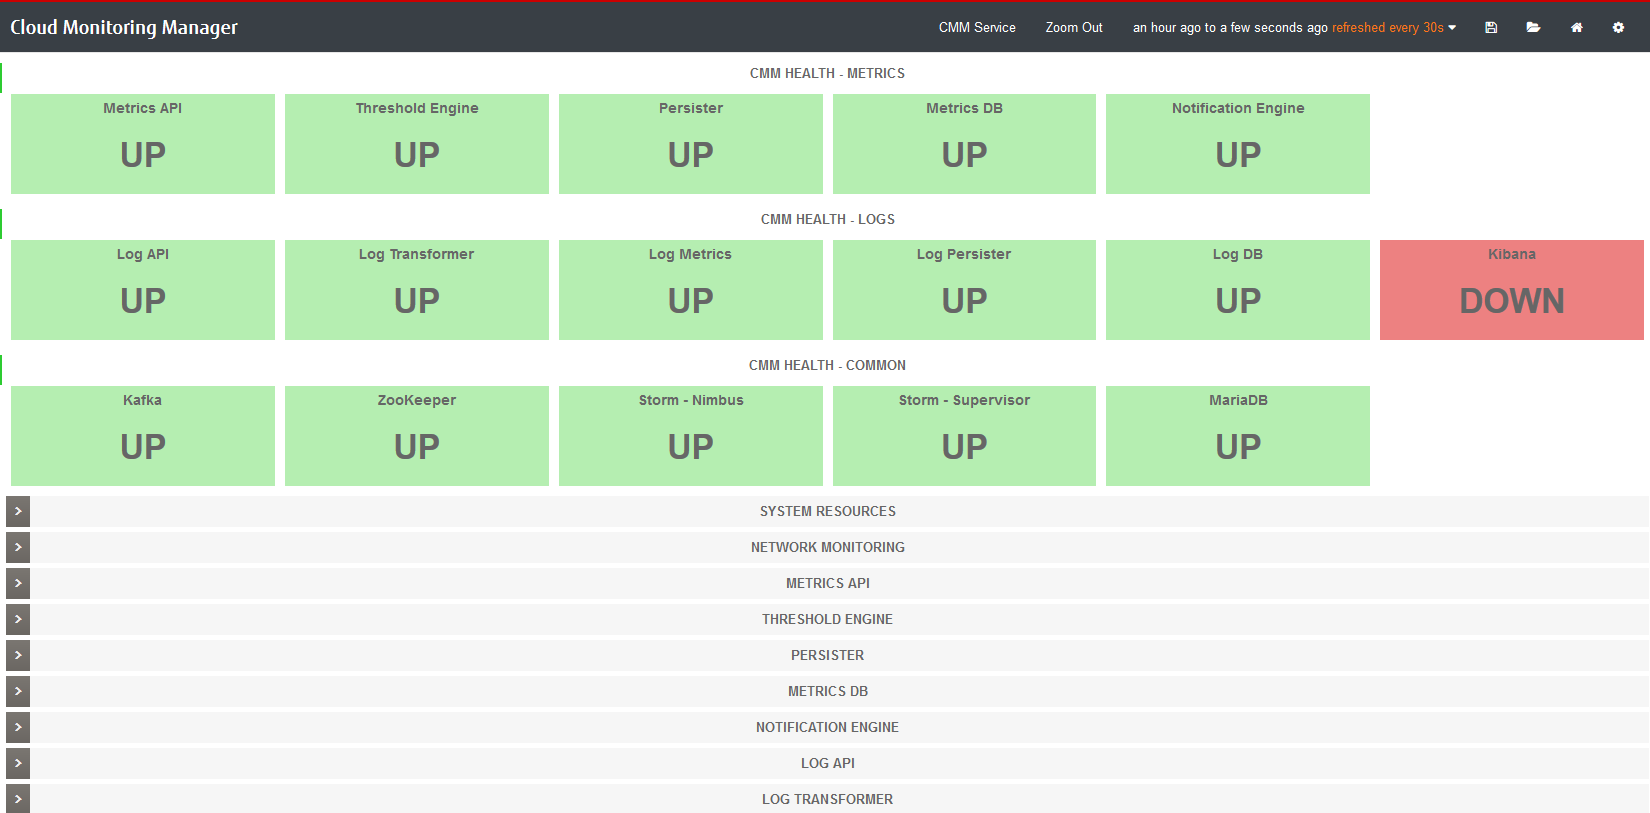 Cloud Monitoring Manager CMM Service Zoom Out an hour ago to a few seconds ago refreshed every 30s
CMM HEALTH - METRICS
Metrics API Threshold Engine Persister Metrics DB Notification Engine
UP UP UP UP UP
CMM HEALTH - LOGS
Log API Log Transformer Log Metrics Log Persister Log DB Kibana
UP UP UP UP UP DOWN
CMM HEALTH - COMMON
Kafka ZooKeeper Storm - Nimbus Storm - Supervisor MariaDB
UP UP UP UP UP
SYSTEM RESOURCES
NETWORK MONITORING
METRICS API
THRESHOLD ENGINE
PERSISTER
METRICS DB
NOTIFICATION ENGINE
LOG API
LOG TRANSFORMER